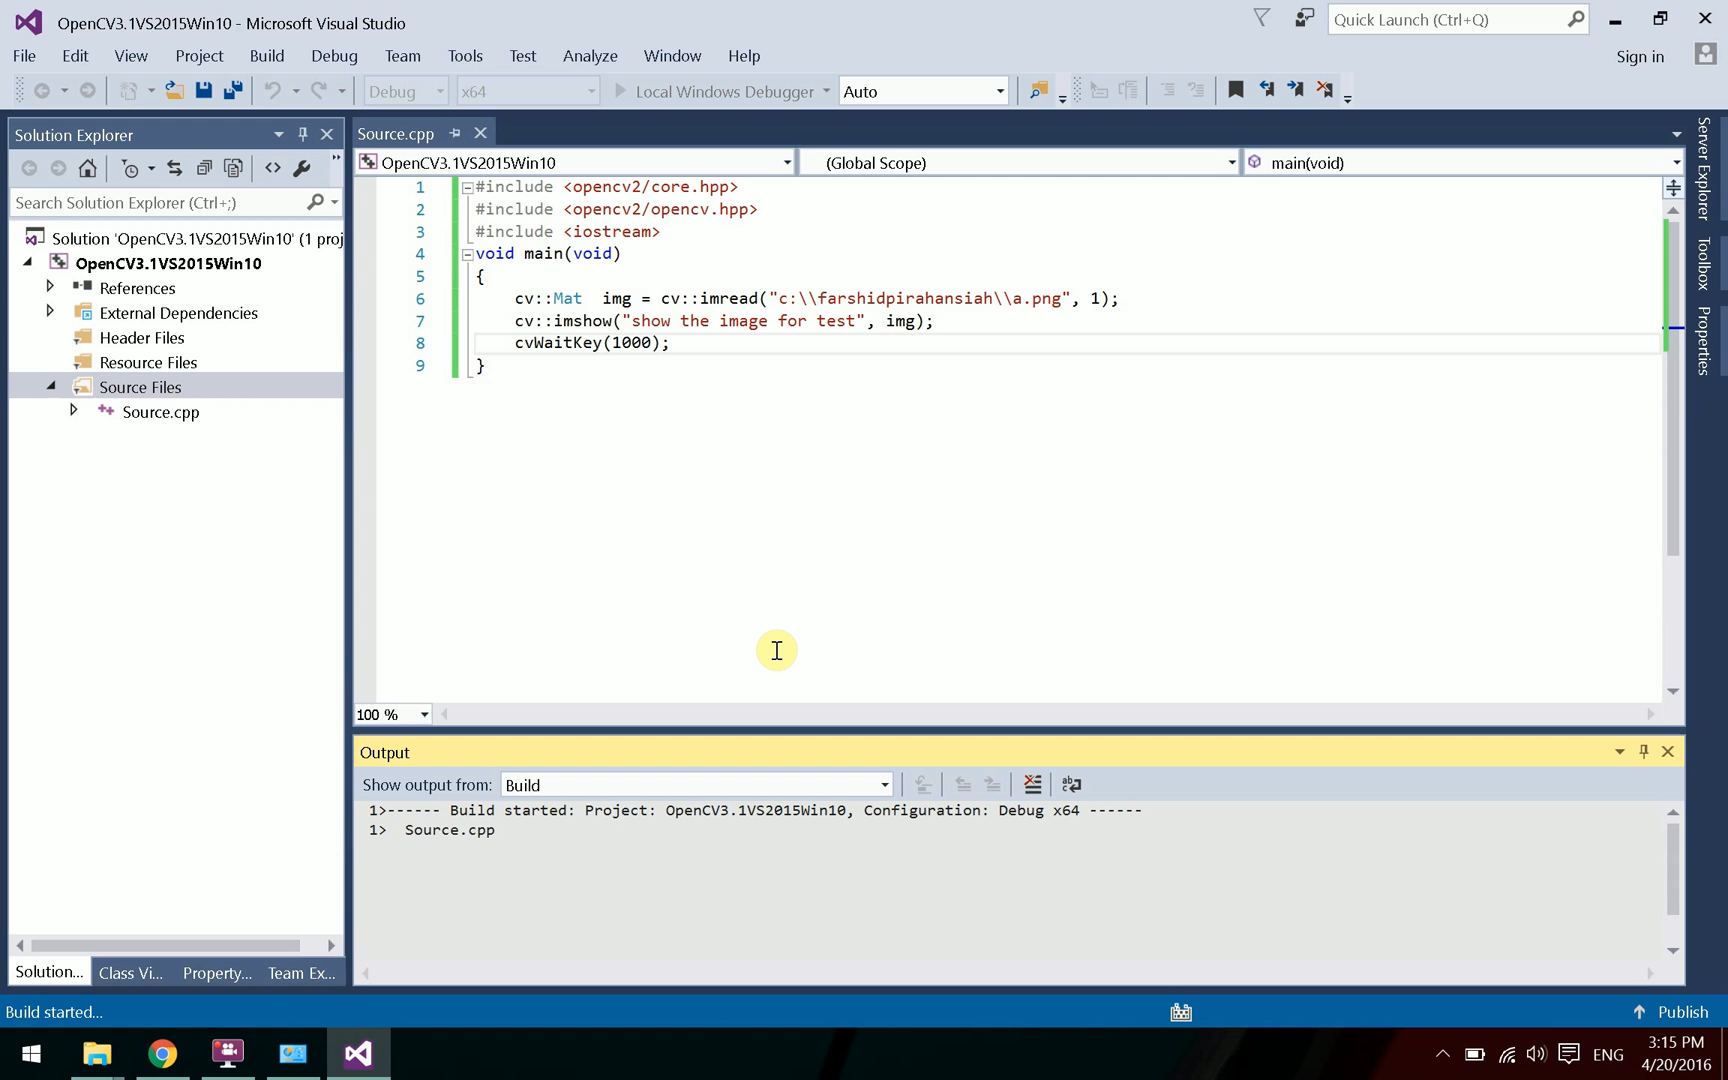 OpenCV3.1VS2015Win10 - Microsoft Visual Studio
Quick Launch (Ctrl+Q)
File Edit View Project Build Debug Team Tools Test Analyze Window Help
Sign in
Debug x64 Local Windows Debugger Auto
Solution Explorer
Source.cpp
OpenCV3.1VS2015Win10 (Global Scope) main(void)
Search Solution Explorer (Ctrl+;)
Solution 'OpenCV3.1VS2015Win10' (1 proj
OpenCV3.1VS2015Win10
References
External Dependencies
Header Files
Resource Files
Source Files
Source.cpp
1 #include <opencv2/core.hpp>
2 #include <opencv2/opencv.hpp>
3 #include <iostream>
4 void main(void)
5 {
6 cv::Mat  img = cv::imread("c:\\farshidpirahansiah\\a.png", 1);
7 cv::imshow("show the image for test", img);
8 cvWaitKey(1000);
9 }
Server Explorer
Toolbox
Properties
100 %
Output
Show output from: Build
1>------ Build started: Project: OpenCV3.1VS2015Win10, Configuration: Debug x64 ------
1>  Source.cpp
Solution... Class Vi... Property... Team Ex...
Build started...
Publish
ENG
3:15 PM
4/20/2016